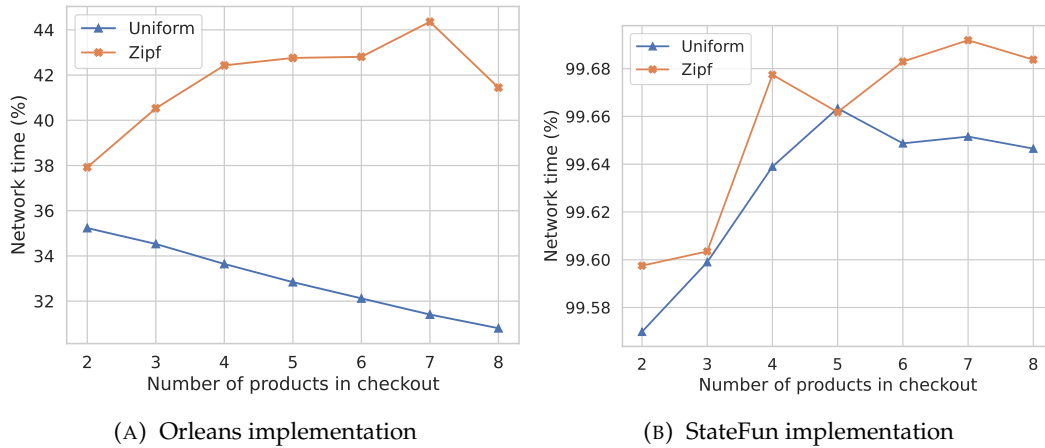 Uniform
Zipf
44
42
40
38
36
34
32
Network time (%)
2 3 4 5 6 7 8
Number of products in checkout
(A) Orleans implementation
Uniform
Zipf
99.68
99.66
99.64
99.62
99.60
99.58
Network time (%)
2 3 4 5 6 7 8
Number of products in checkout
(B) StateFun implementation